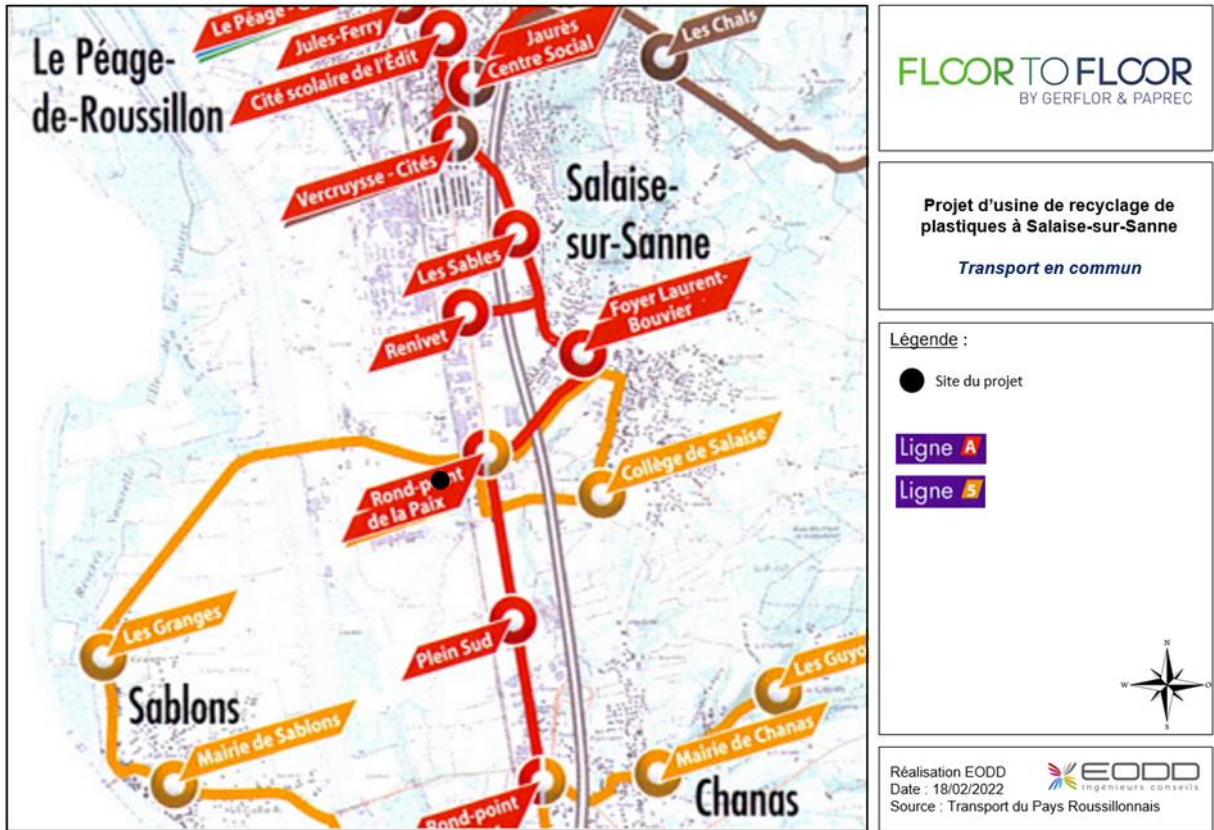 Le Péage-
de-Roussillon
Le Péage -
Jules-Ferry
Cité scolaire de l'Édit
Jaurès
Centre Social
Les Chals
Vercruysse - Cités
Salaise-
sur-Sanne
Les Sables
Foyer Laurent-
Bouvier
Renivet
Collège de Salaise
Rond-point
de la Paix
Les Granges
Plein Sud
Les Guyo
Sablons
Mairie de Sablons
Mairie de Chanas
Chanas
Rond-point
FLOOR TO FLOOR
BY GERFLOR & PAPREC
Projet d'usine de recyclage de
plastiques à Salaise-sur-Sanne
Transport en commun
Légende :
Site du projet
Ligne A
Ligne 5
N
W O
S
Réalisation EODD
Date : 18/02/2022
Source : Transport du Pays Roussillonnais
EODD
ingénieurs conseils